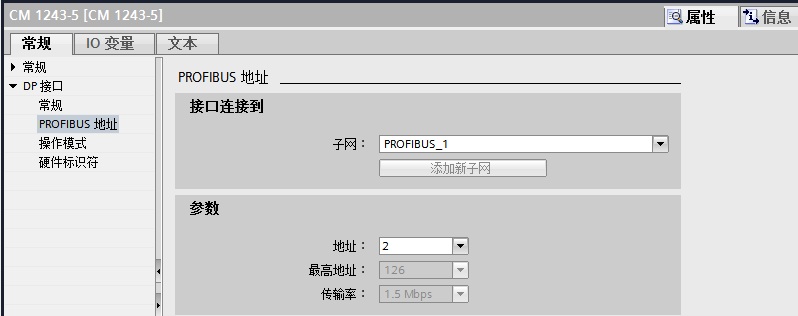 CM 1243-5 [CM 1243-5]
属性
信息
常规
IO 变量
文本
常规
DP 接口
常规
PROFIBUS 地址
操作模式
硬件标识符
PROFIBUS 地址
接口连接到
子网：
PROFIBUS_1
添加新子网
参数
地址：
2
最高地址：
126
传输率：
1.5 Mbps